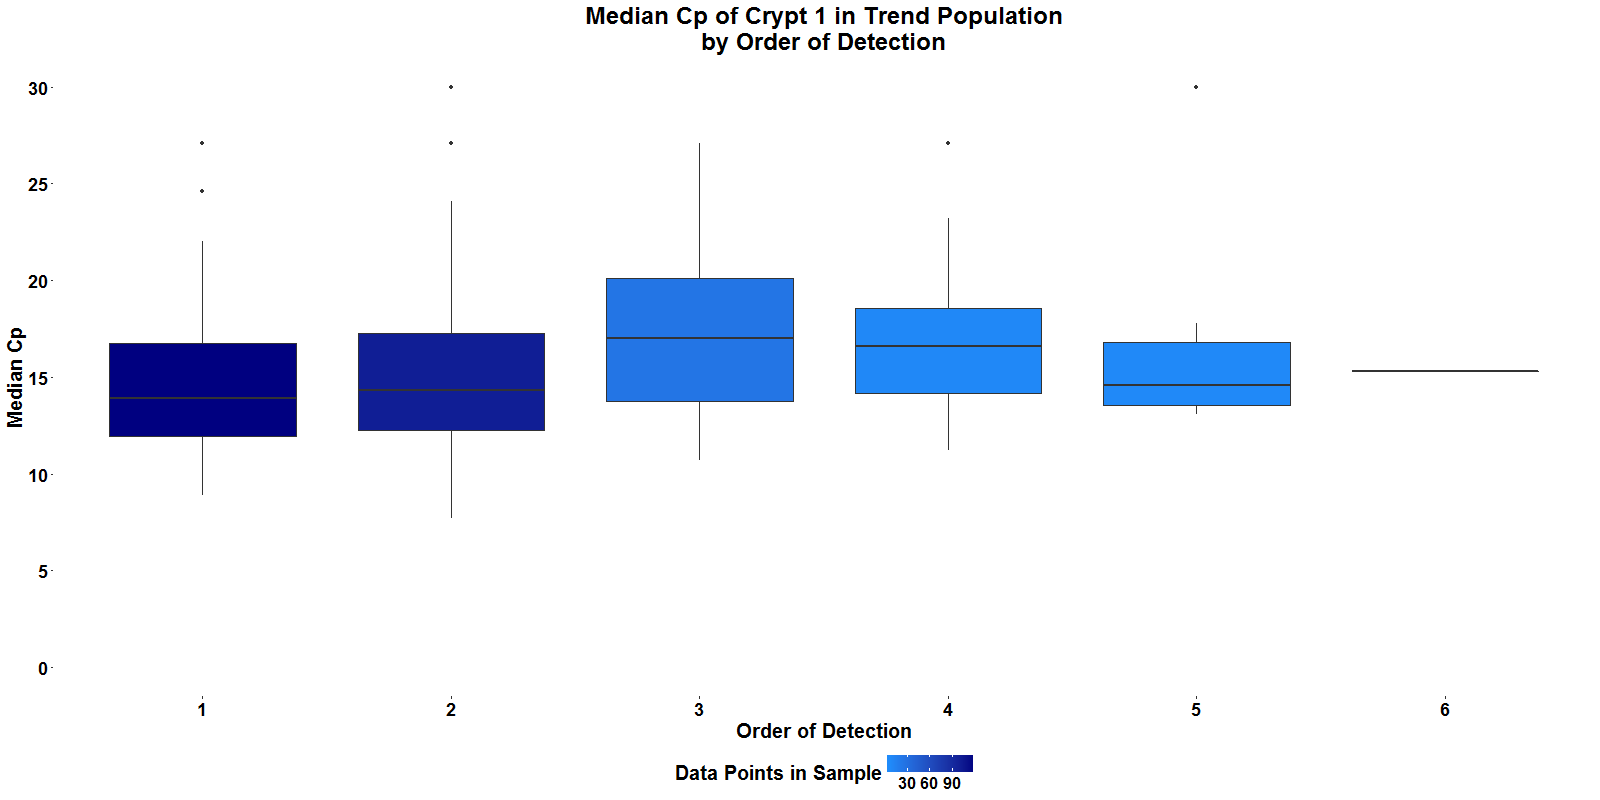 Median Cp of Crypt 1 in Trend Population
by Order of Detection
30
25
20
15
10
5
0
Median Cp
1 2 3 4 5 6
Order of Detection
Data Points in Sample
30 60 90